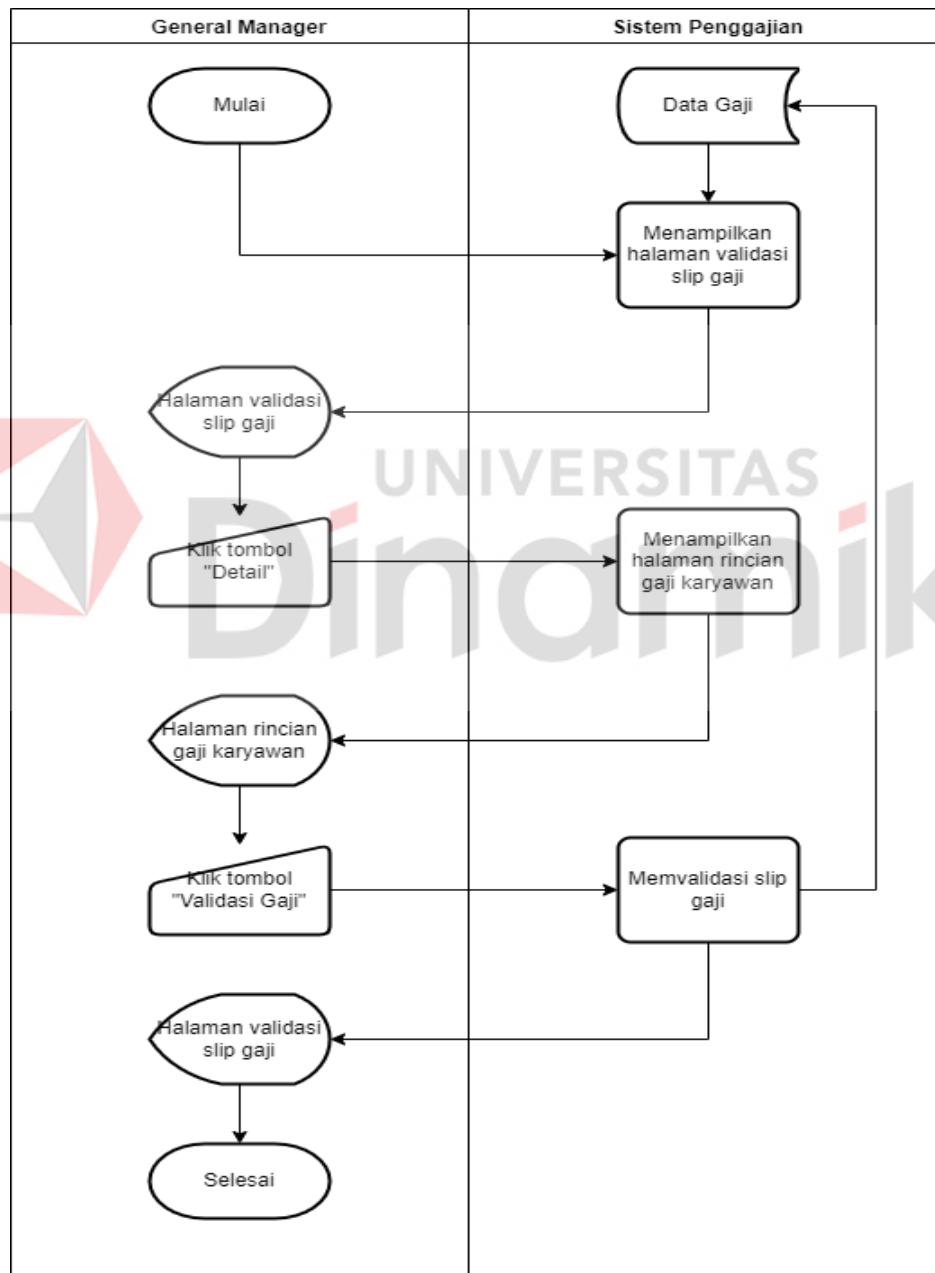 General Manager
Sistem Penggajian
Mulai
Data Gaji
Menampilkan
halaman validasi
slip gaji
Halaman validasi
slip gaji
UNIVERSITAS
Dinamik
Klik tombol
"Detail"
Menampilkan
halaman rincian
gaji karyawan
Halaman rincian
gaji karyawan
Klik tombol
"Validasi Gaji"
Memvalidasi slip
gaji
Halaman validasi
slip gaji
Selesai